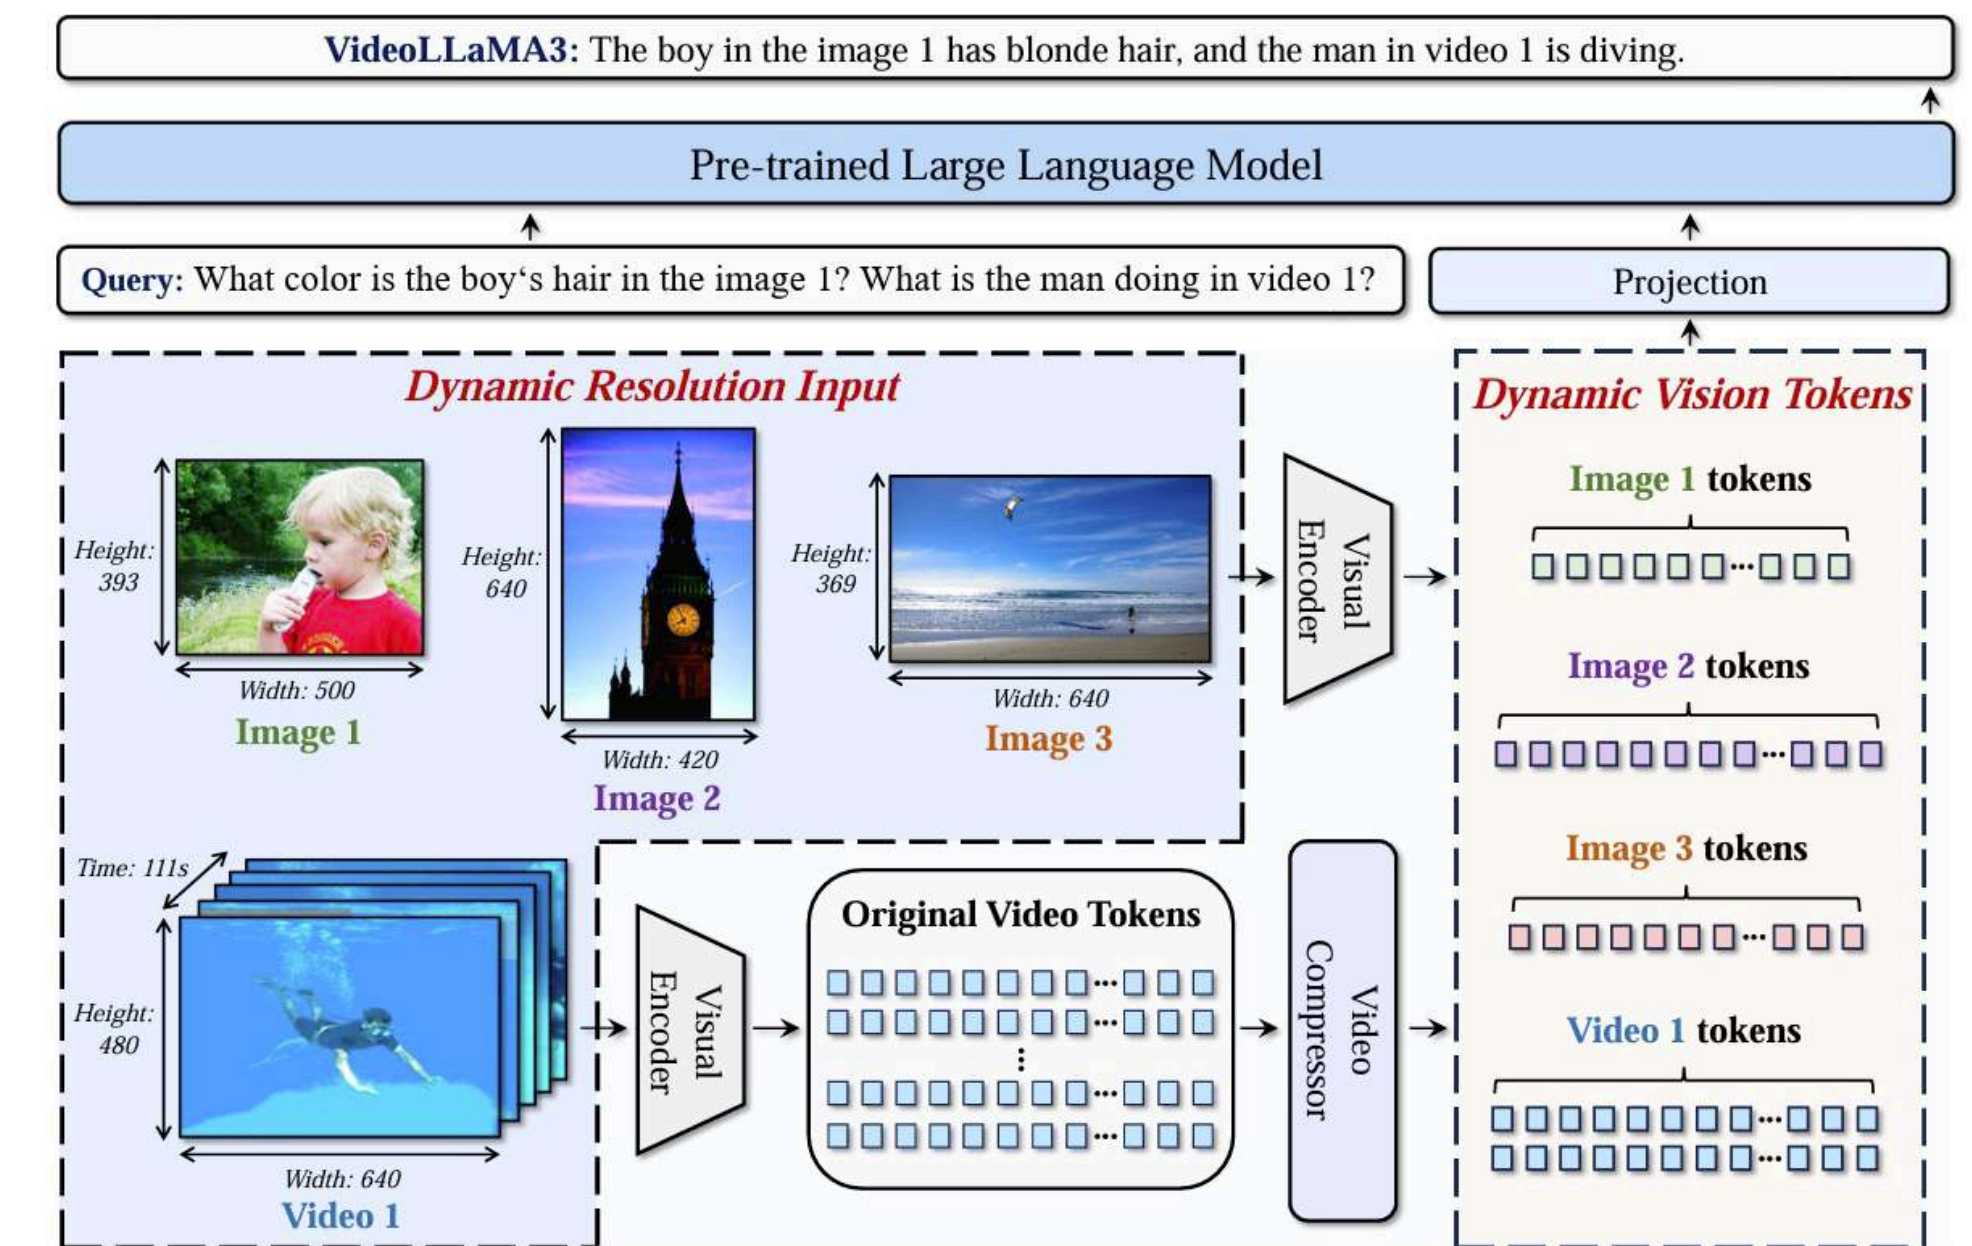 VideoLLaMA3: The boy in the image 1 has blonde hair, and the man in video 1 is diving.
Pre-trained Large Language Model
Query: What color is the boy‘s hair in the image 1? What is the man doing in video 1?
Projection
Dynamic Resolution Input
Height:
393
Width: 500
Image 1
Height:
640
Width: 420
Image 2
Height:
369
Width: 640
Image 3
Visual
Encoder
Dynamic Vision Tokens
Image 1 tokens
...
Image 2 tokens
...
Image 3 tokens
...
Video 1 tokens
...
...
Time: 111s
Height:
480
Width: 640
Video 1
Visual
Encoder
Original Video Tokens
...
...
...
...
...
Video
Compressor